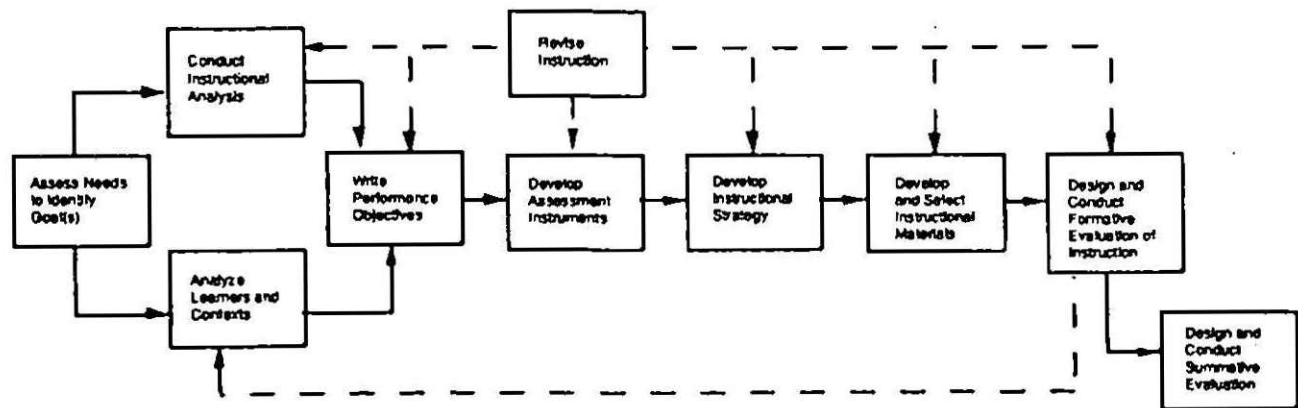 Conduct
Instructional
Analysis
Revise
Instruction
Assess Needs
to Identify
Goal(s)
Write
Performance
Objectives
Develop
Assessment
Instruments
Develop
Instructional
Strategy
Develop
and Select
Instructional
Materials
Design and
Conduct
Formative
Evaluation of
Instruction
Analyze
Learners and
Contexts
Design and
Conduct
Summative
Evaluation